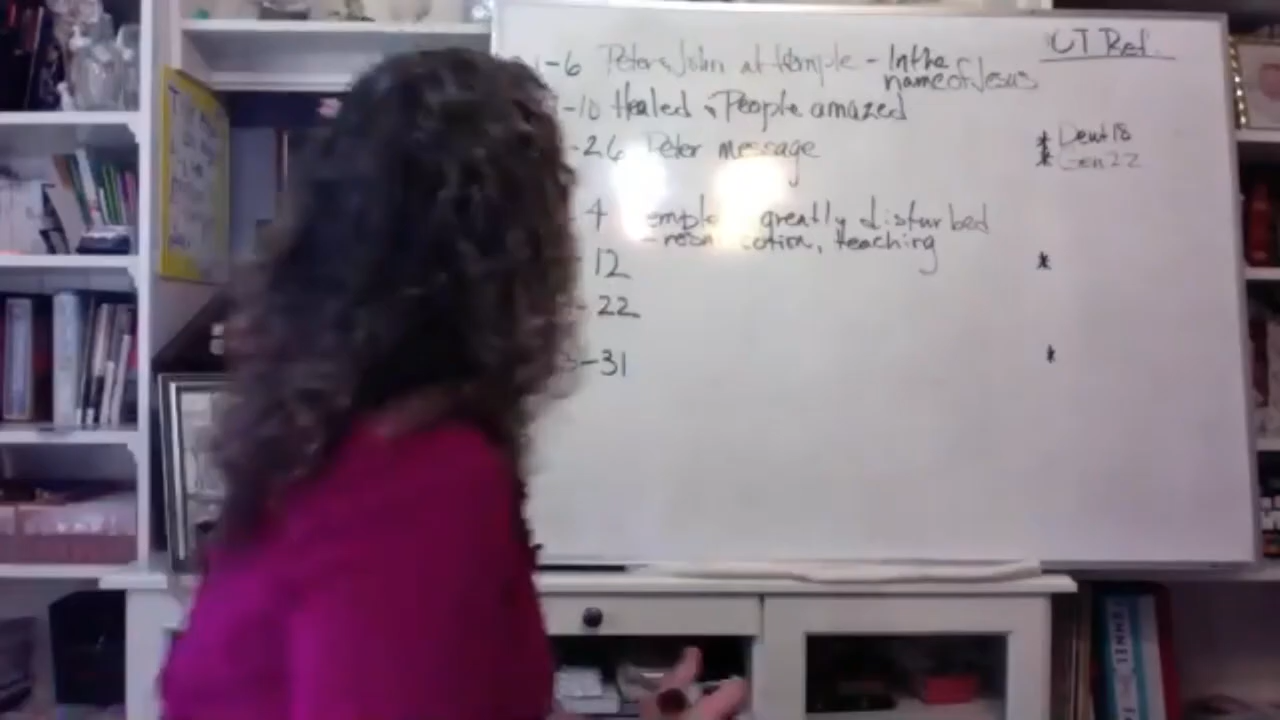 -6 Peter & John at temple - In the
name of Jesus
-10 Healed & People amazed
-26 Peter message
- 4 greatly disturbed
teaching
12
- 22
-31
OT Ref.
* Deut 18
* Gen 22
*
*
FUNNEL